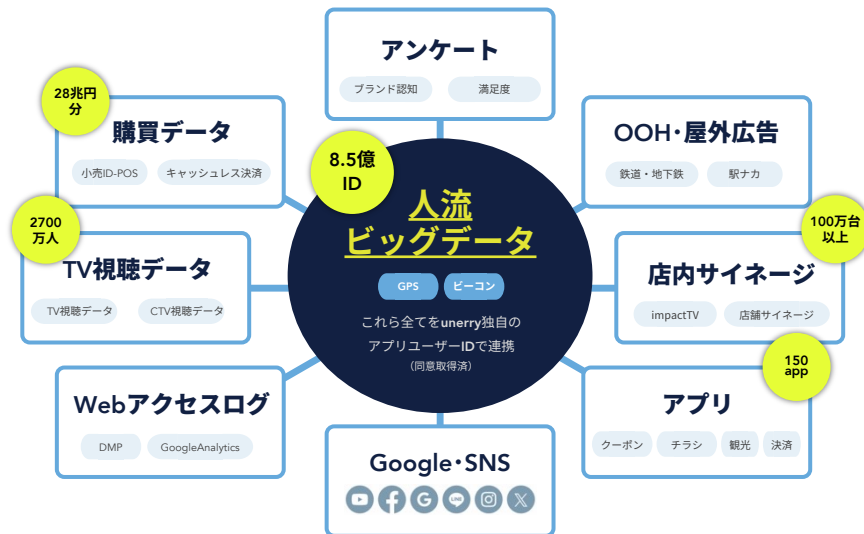 アンケート
ブランド認知
満足度
28兆円
分
購買データ
小売ID-POS
キャッシュレス決済
OOH・屋外広告
鉄道・地下鉄
駅ナカ
8.5億
ID
人流
ビッグデータ
GPS
ビーコン
これら全てをunerry独自の
アプリユーザーIDで連携
(同意取得済)
2700
万人
TV視聴データ
TV視聴データ
CTV視聴データ
100万台
以上
店内サイネージ
impactTV
店舗サイネージ
Webアクセスログ
DMP
GoogleAnalytics
150
app
アプリ
クーポン
チラシ
観光
決済
Google・SNS
LINE